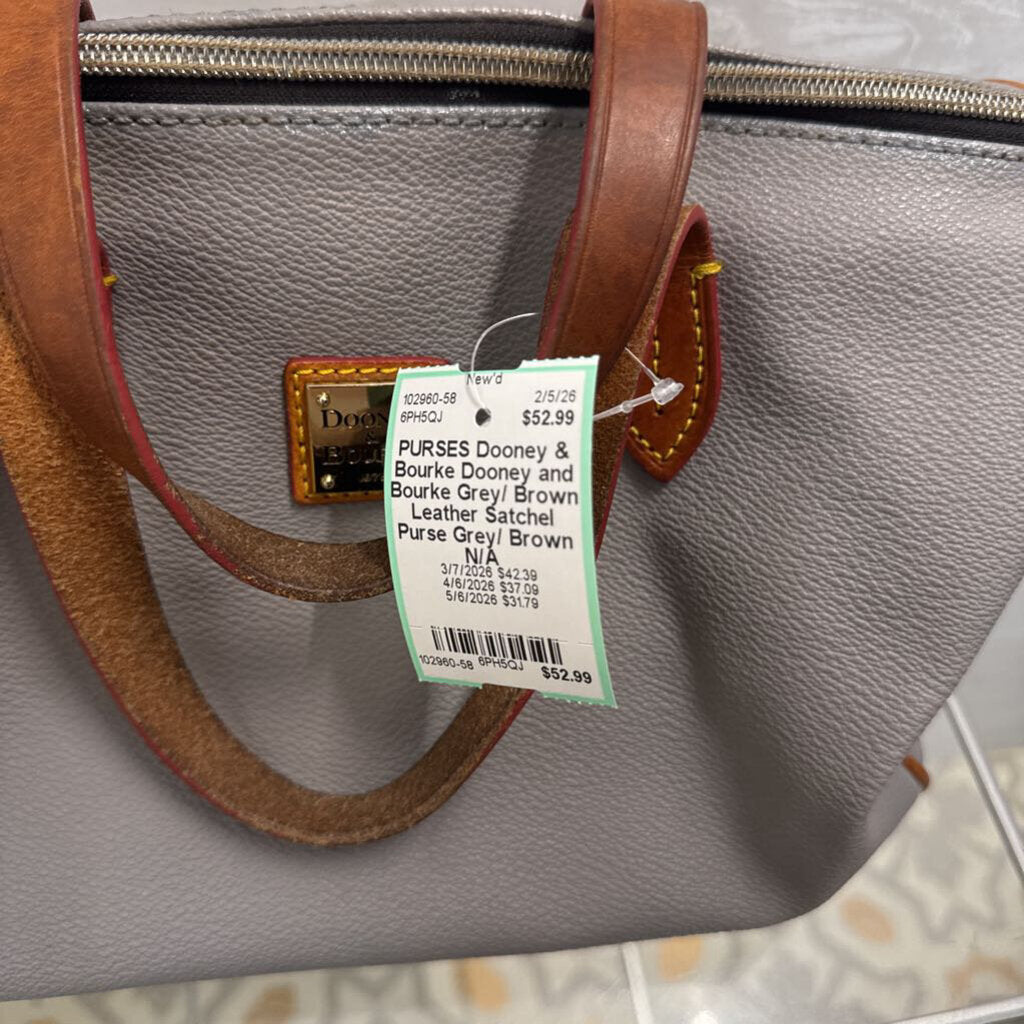 DOON
&
BOUR
New'd
102960-58 2/5/26
6PH5QJ $52.99
PURSES Dooney &
Bourke Dooney and
Bourke Grey/ Brown
Leather Satchel
Purse Grey/ Brown
N/A
3/7/2026 $42.39
4/6/2026 $37.09
5/6/2026 $31.79
102960-58 6PH5QJ $52.99